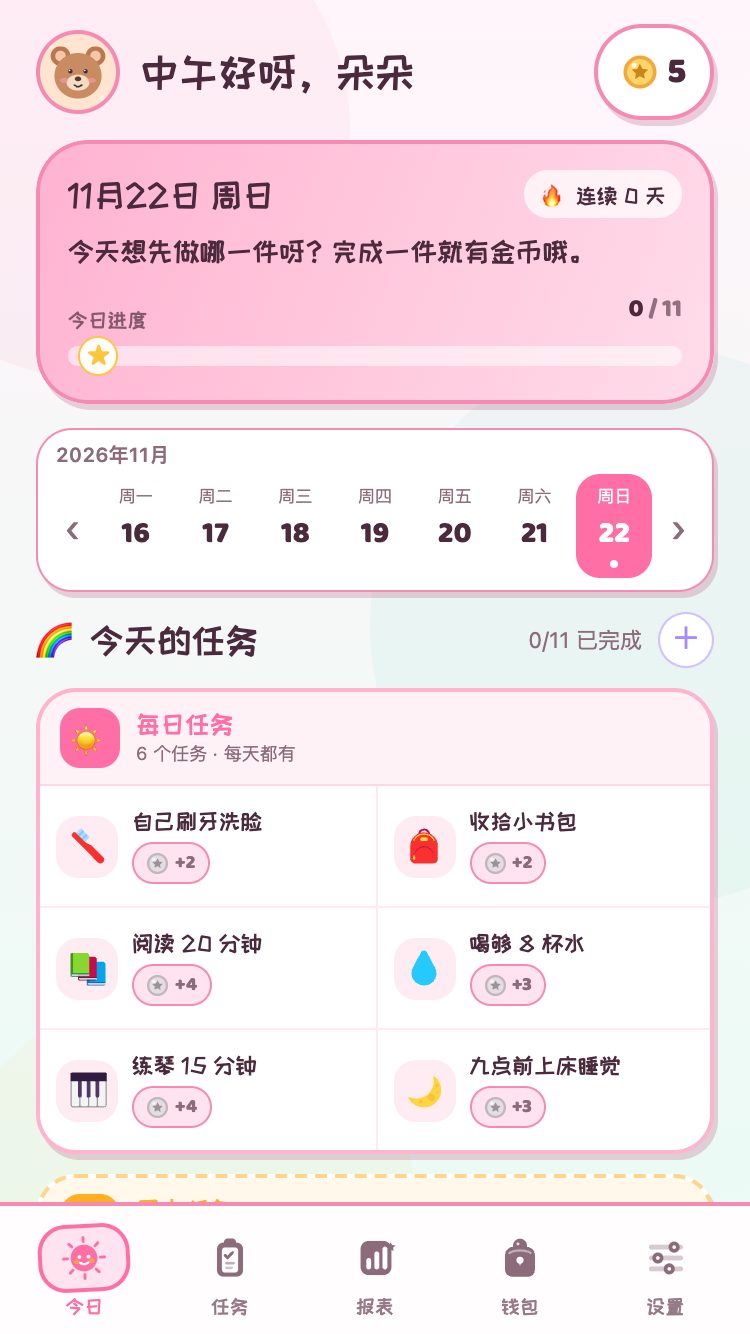 中午好呀，朵朵
5
11月22日 周日
连续 0 天
今天想先做哪一件呀？完成一件就有金币哦。
今日进度
0 / 11
2026年11月
周一 周二 周三 周四 周五 周六 周日
‹ 16 17 18 19 20 21 22 ›
今天的任务
0/11 已完成
+
每日任务
6 个任务 · 每天都有
自己刷牙洗脸
+2
收拾小书包
+2
阅读 20 分钟
+4
喝够 8 杯水
+3
练琴 15 分钟
+4
九点前上床睡觉
+3
今日 任务 报表 钱包 设置